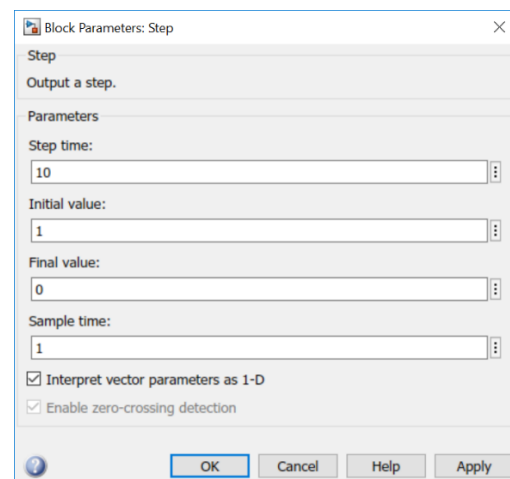 Block Parameters: Step
Step
Output a step.
Parameters
Step time:
10
Initial value:
1
Final value:
0
Sample time:
1
Interpret vector parameters as 1-D
Enable zero-crossing detection
? OK Cancel Help Apply